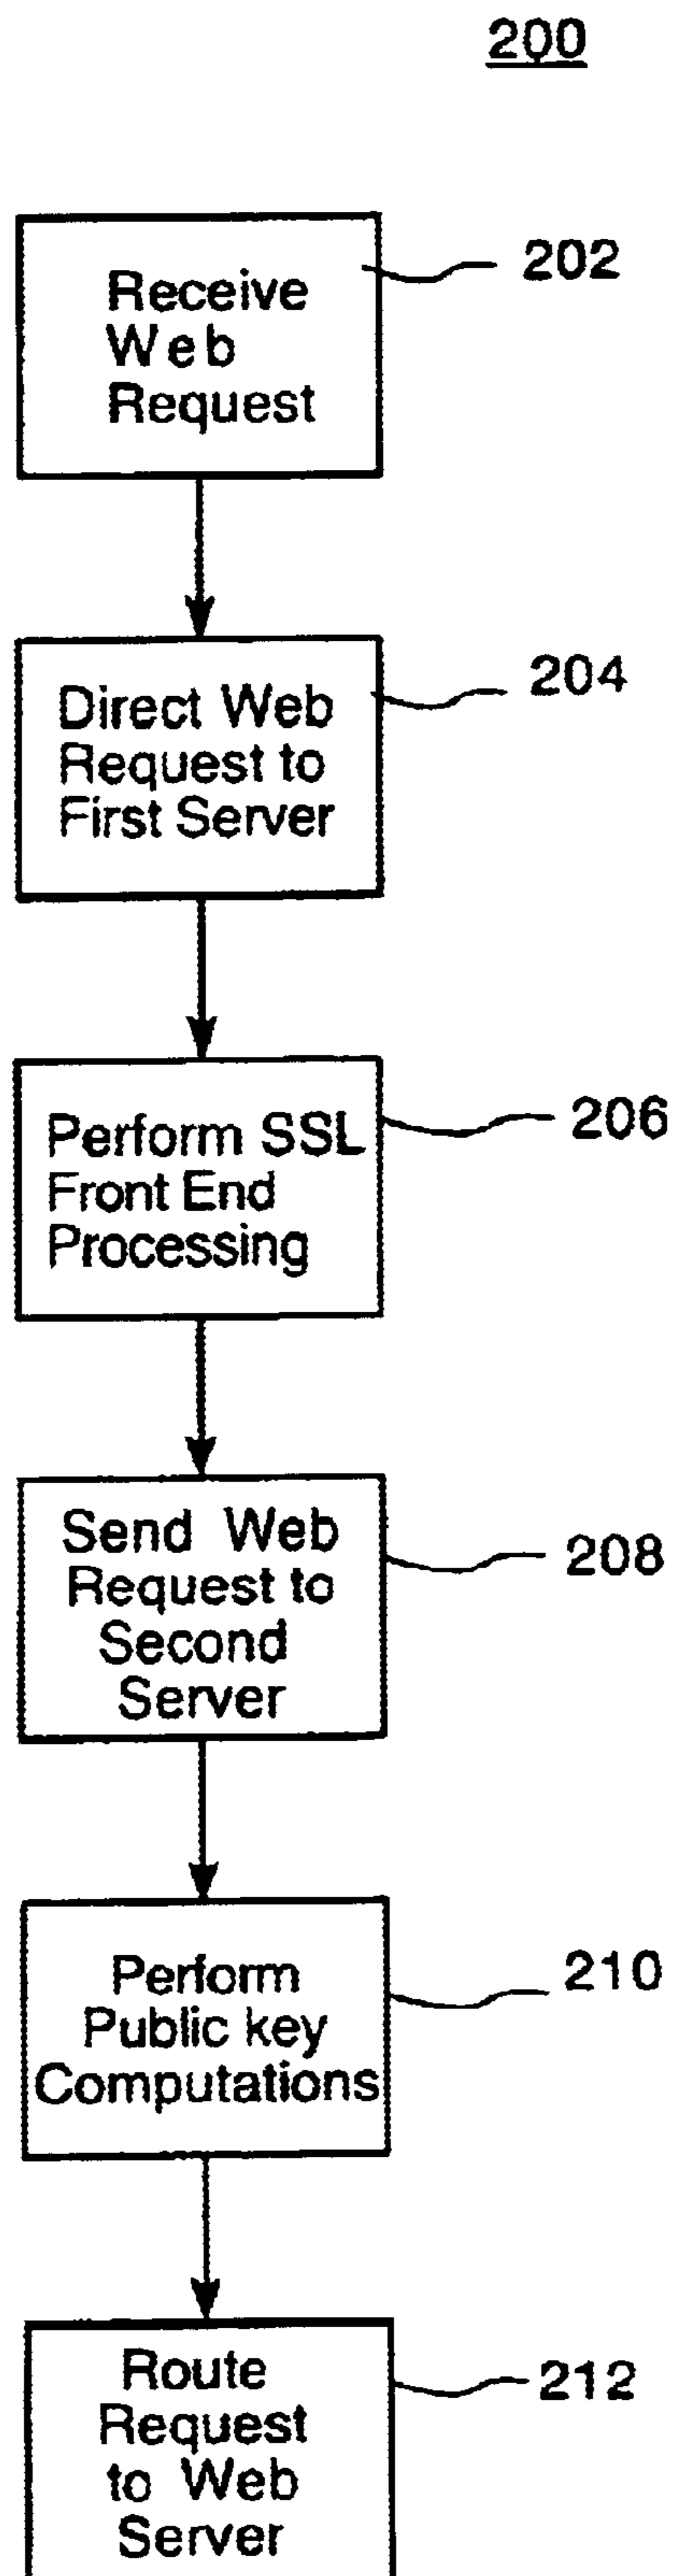 200
Receive
Web
Request
202
Direct Web
Request to
First Server
204
Perform SSL
Front End
Processing
206
Send Web
Request to
Second
Server
208
Perform
Public key
Computations
210
Route
Request
to Web
Server
212